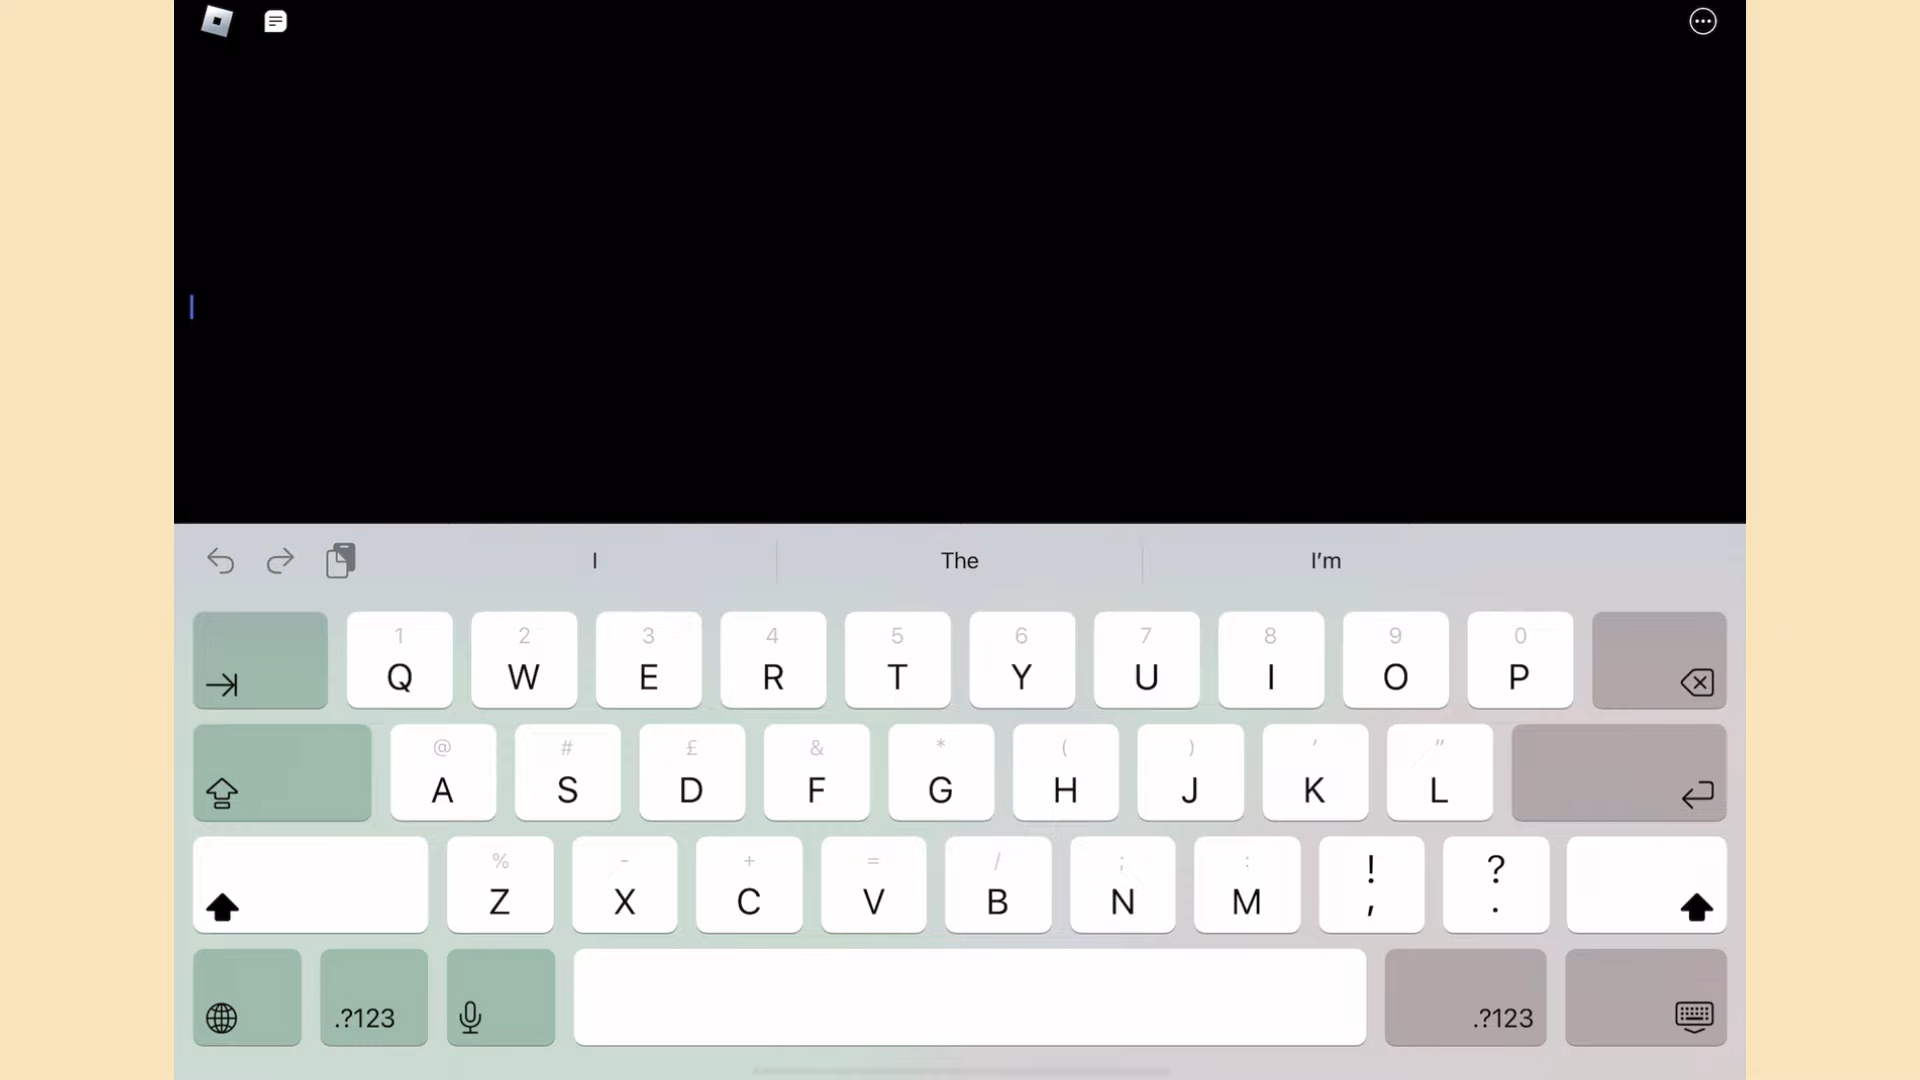 I The I’m
1 2 3 4 5 6 7 8 9 0
Q W E R T Y U I O P
@ # £ & * ( ) ' "
A S D F G H J K L
% - + = / ; : ! ?
Z X C V B N M , .
.?123 .?123